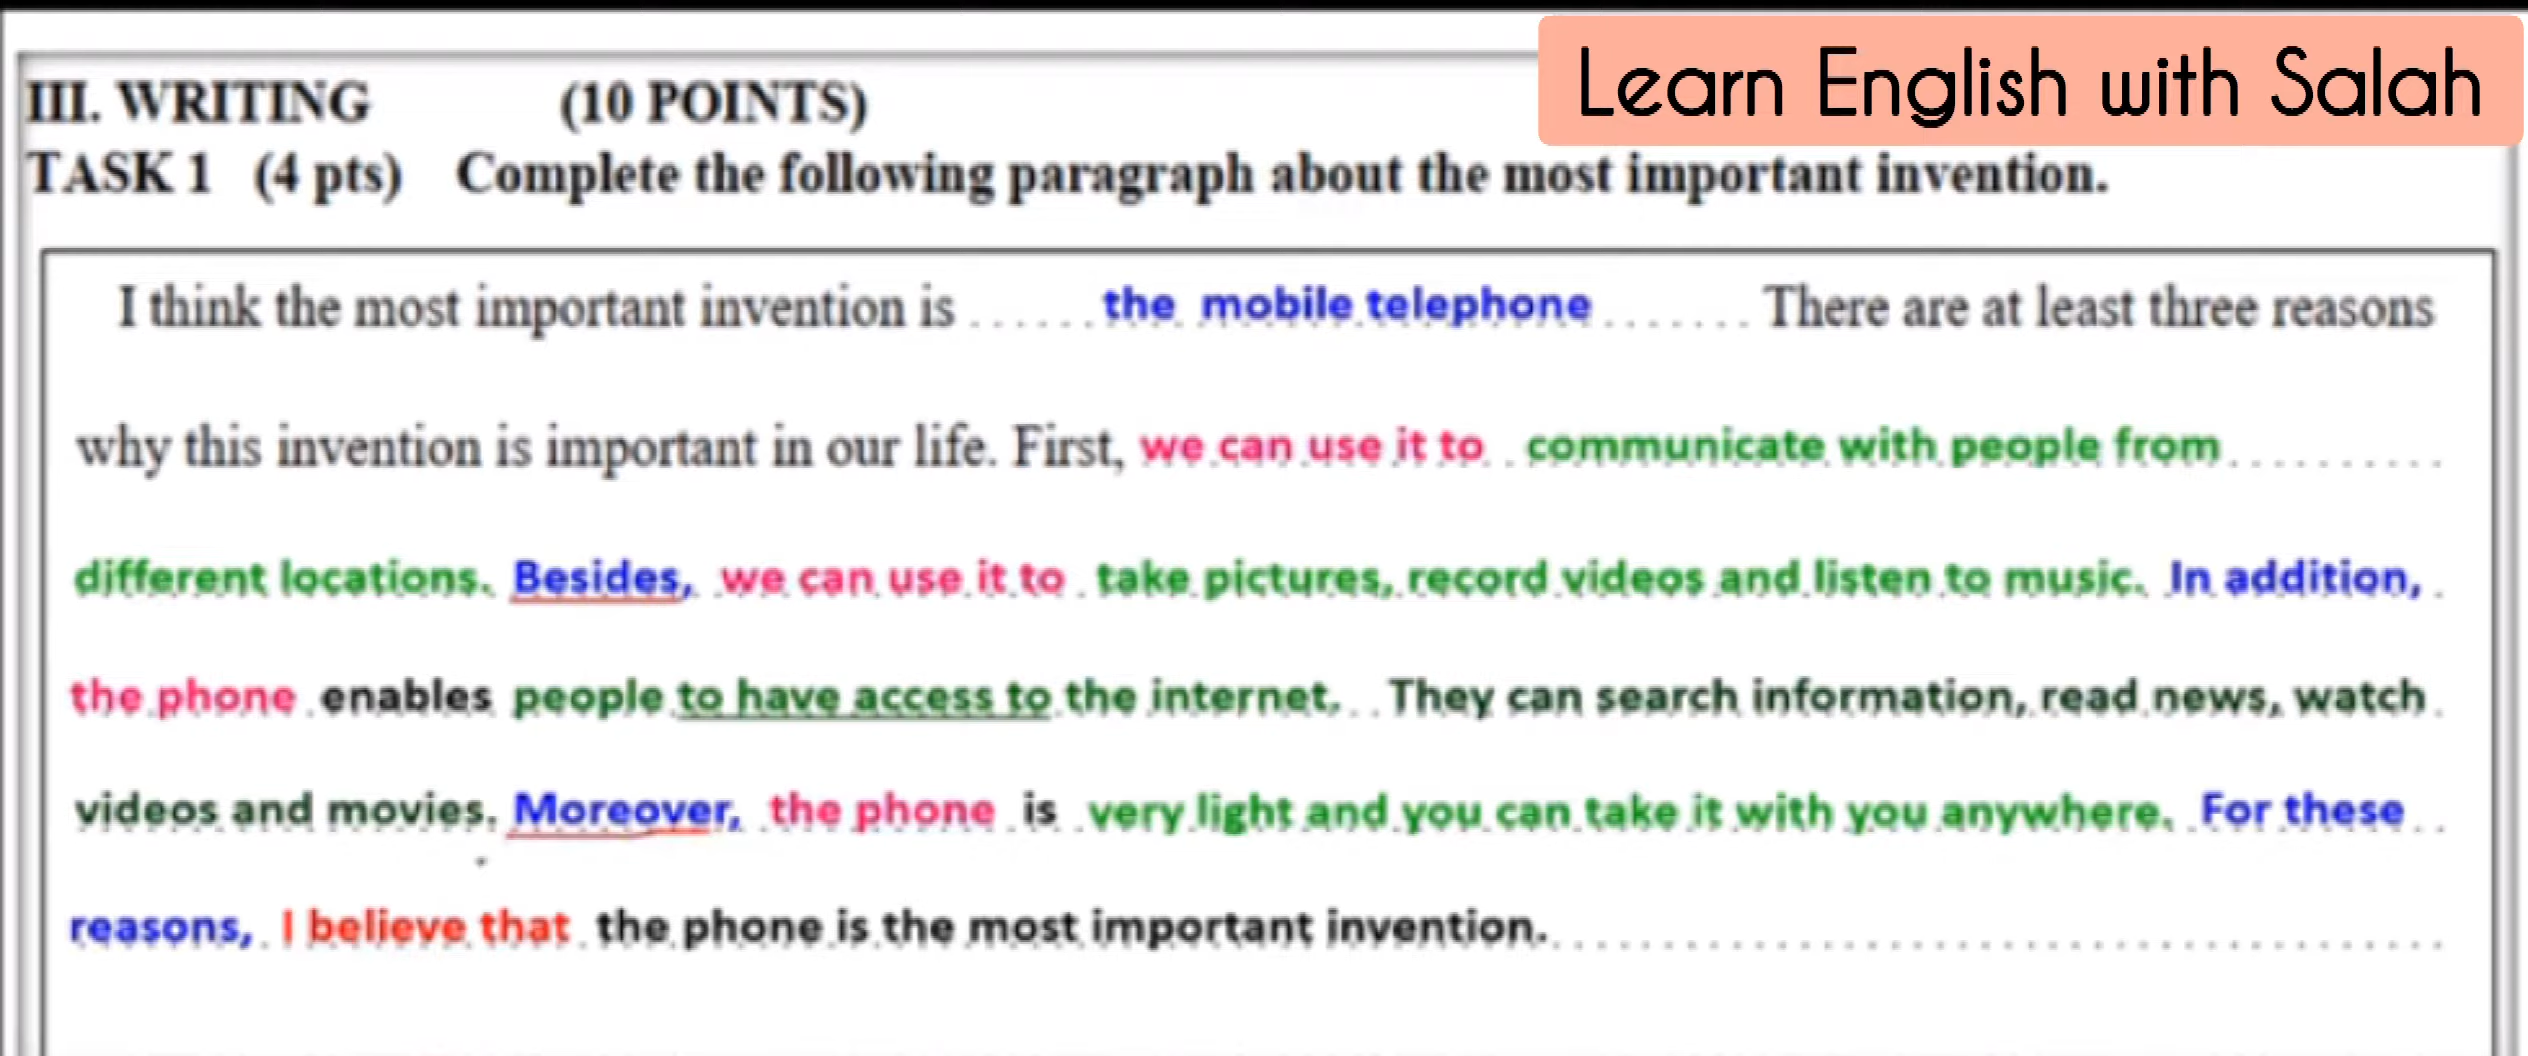 Learn English with Salah
III. WRITING (10 POINTS)
TASK 1 (4 pts) Complete the following paragraph about the most important invention.
I think the most important invention is ...... the mobile telephone ....... There are at least three reasons
why this invention is important in our life. First, we can use it to communicate with people from ..........
different locations. Besides, we can use it to take pictures, record videos and listen to music. In addition,
the phone enables people to have access to the internet. They can search information, read news, watch
videos and movies. Moreover, the phone is very light and you can take it with you anywhere. For these
reasons, I believe that the phone is the most important invention.